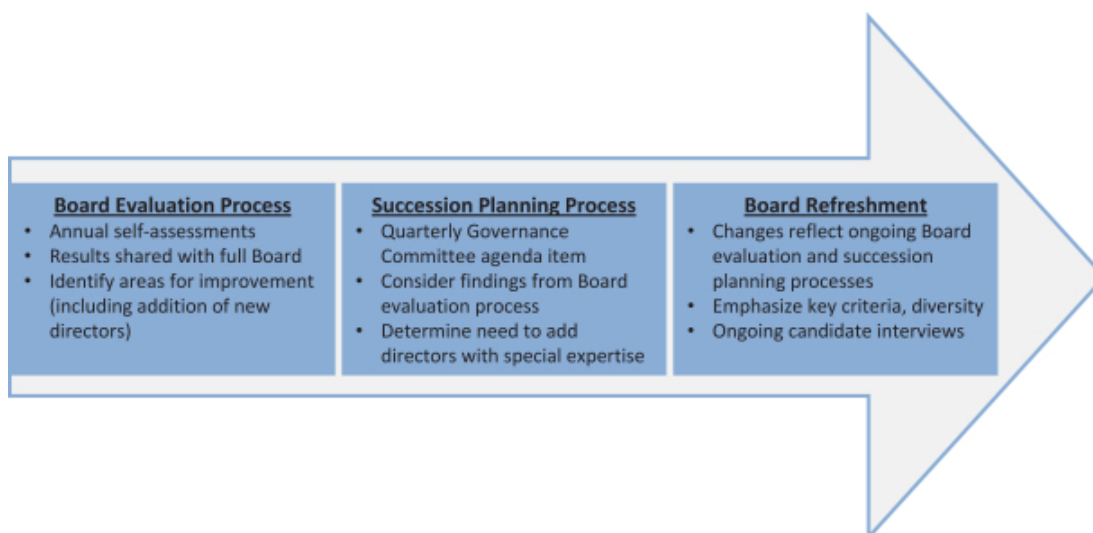 Board Evaluation Process
• Annual self-assessments
• Results shared with full Board
• Identify areas for improvement
(including addition of new
directors)
Succession Planning Process
• Quarterly Governance
Committee agenda item
• Consider findings from Board
evaluation process
• Determine need to add
directors with special expertise
Board Refreshment
• Changes reflect ongoing Board
evaluation and succession
planning processes
• Emphasize key criteria, diversity
• Ongoing candidate interviews